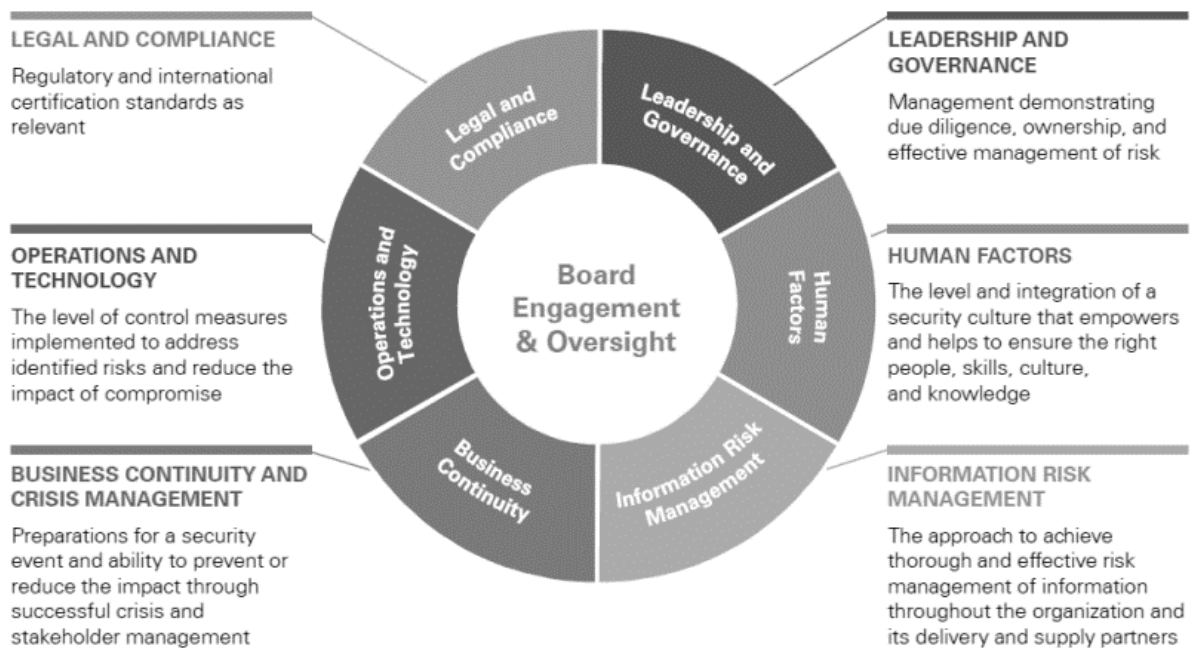 LEGAL AND COMPLIANCE
Regulatory and international
certification standards as
relevant
OPERATIONS AND
TECHNOLOGY
The level of control measures
implemented to address
identified risks and reduce the
impact of compromise
BUSINESS CONTINUITY AND
CRISIS MANAGEMENT
Preparations for a security
event and ability to prevent or
reduce the impact through
successful crisis and
stakeholder management
Legal and
Compliance
Leadership and
Governance
Operations and
Technology
Board
Engagement
& Oversight
Human
Factors
Business
Continuity
Information Risk
Management
LEADERSHIP AND
GOVERNANCE
Management demonstrating
due diligence, ownership, and
effective management of risk
HUMAN FACTORS
The level and integration of a
security culture that empowers
and helps to ensure the right
people, skills, culture,
and knowledge
INFORMATION RISK
MANAGEMENT
The approach to achieve
thorough and effective risk
management of information
throughout the organization and
its delivery and supply partners